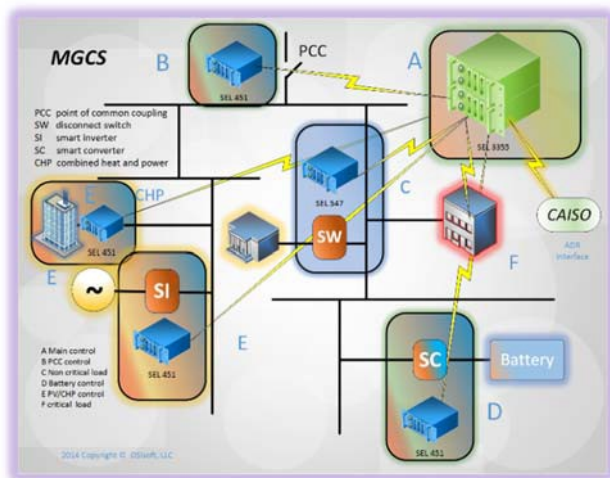 MGCS
B
PCC
A
SEL 451
PCC point of common coupling
SW disconnect switch
SI smart inverter
SC smart converter
CHP combined heat and power
SEL 3355
E
CHP
C
SEL 547
CAISO
ADR
Interface
SEL 451
SW
F
E
~
SI
E
SEL 451
SC
Battery
A Main control
B PCC control
C Non critical load
D Battery control
E PV/CHP control
F critical load
D
SEL 451
2014 Copyright © OSIsoft, LLC